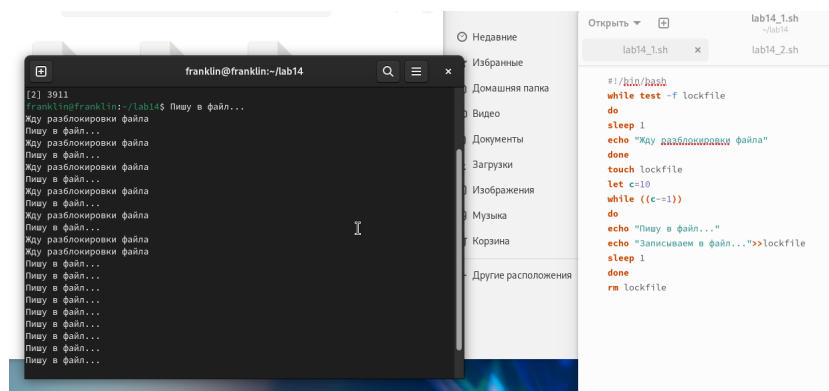 franklin@franklin:~/lab14
[2] 3911
franklin@franklin:~/lab14$ Пишу в файл...
Жду разблокировки файла
Пишу в файл...
Жду разблокировки файла
Пишу в файл...
Жду разблокировки файла
Пишу в файл...
Жду разблокировки файла
Пишу в файл...
Жду разблокировки файла
Пишу в файл...
Жду разблокировки файла
Жду разблокировки файла
Пишу в файл...
Пишу в файл...
Пишу в файл...
Пишу в файл...
Пишу в файл...
Пишу в файл...
Пишу в файл...
Пишу в файл...
Пишу в файл...
Недавние
Избранные
Домашняя папка
Видео
Документы
Загрузки
Изображения
Музыка
Корзина
Другие расположения
Открыть
lab14_1.sh
~/lab14
lab14_1.sh
lab14_2.sh
#!/bin/bash
while test -f lockfile
do
sleep 1
echo "Жду разблокировки файла"
done
touch lockfile
let c=10
while ((c-=1))
do
echo "Пишу в файл..."
echo "Записываем в файл...">>lockfile
sleep 1
done
rm lockfile